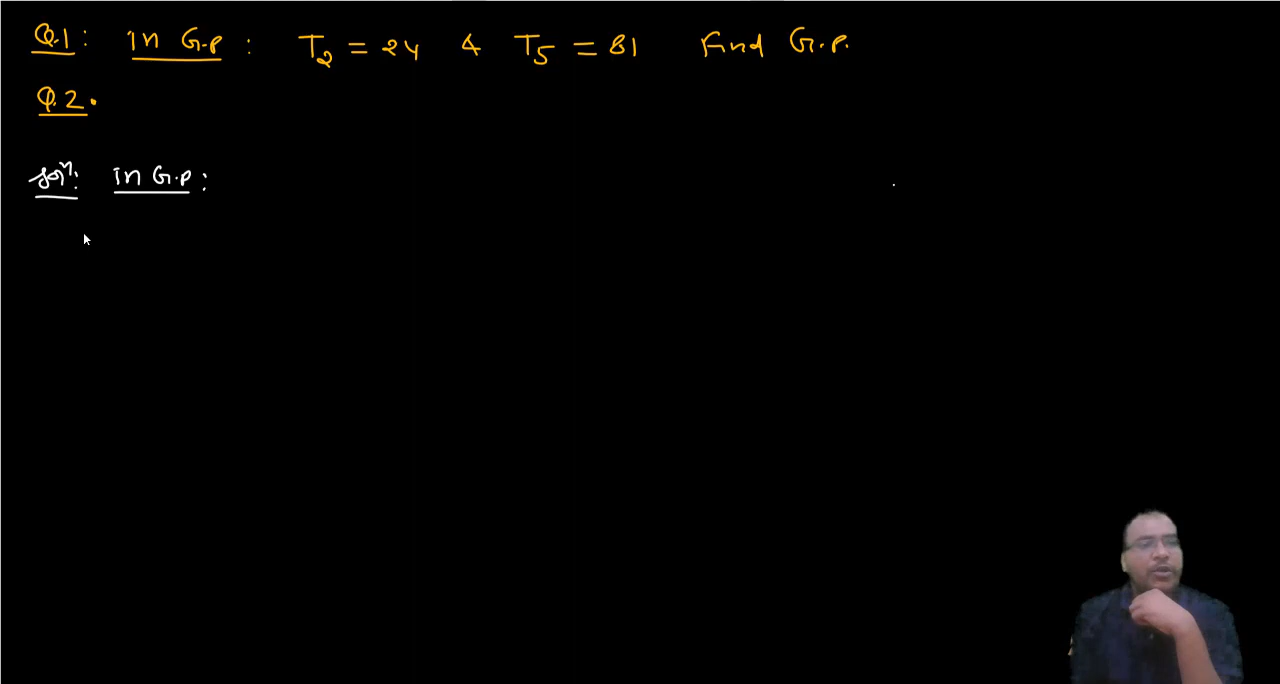 Q.1: in G.P: T2 = 24 & T5 = 81 Find G.P.
Q.2.
Solⁿ: in G.P: